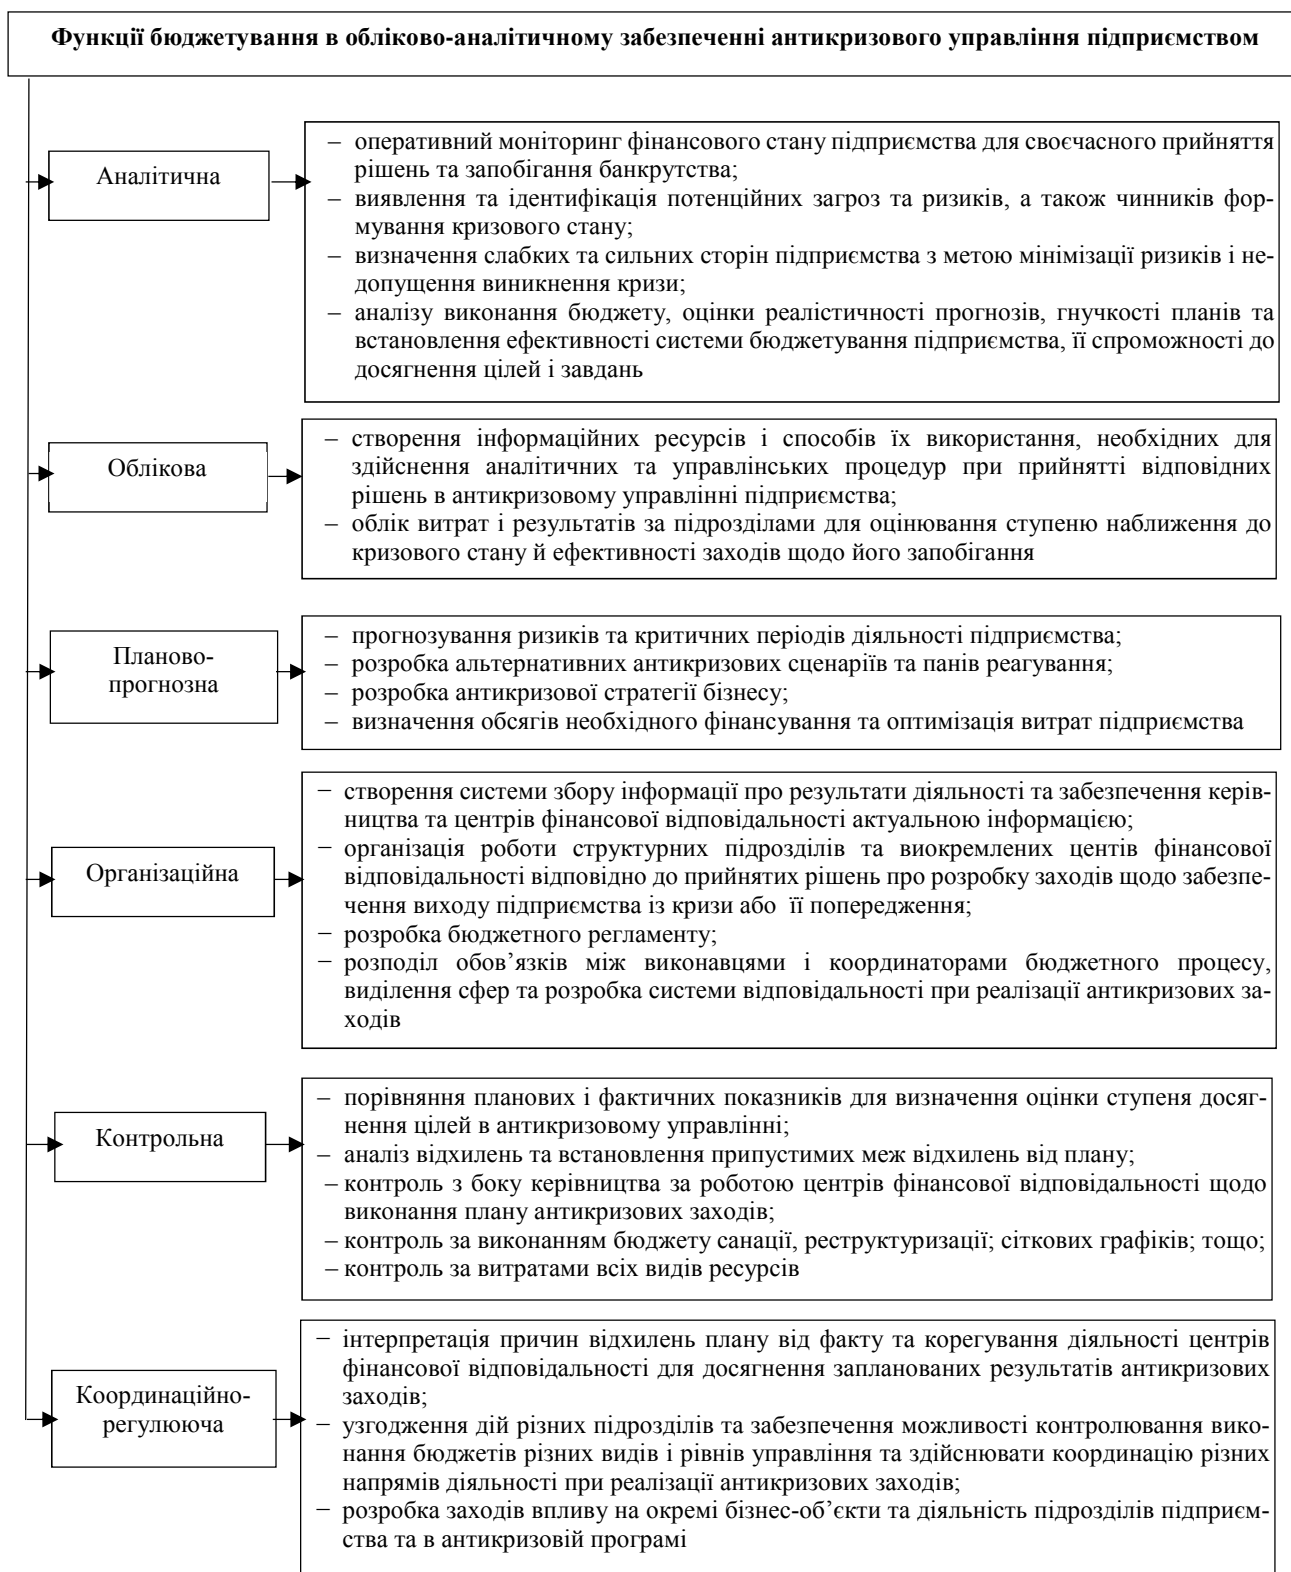 Функції бюджетування в обліково-аналітичному забезпеченні антикризового управління підприємством
Аналітична
– оперативний моніторинг фінансового стану підприємства для своєчасного прийняття
рішень та запобігання банкрутства;
– виявлення та ідентифікація потенційних загроз та ризиків, а також чинників фор-
мування кризового стану;
– визначення слабких та сильних сторін підприємства з метою мінімізації ризиків і не-
допущення виникнення кризи;
– аналізу виконання бюджету, оцінки реалістичності прогнозів, гнучкості планів та
встановлення ефективності системи бюджетування підприємства, її спроможності до
досягнення цілей і завдань
Облікова
– створення інформаційних ресурсів і способів їх використання, необхідних для
здійснення аналітичних та управлінських процедур при прийнятті відповідних
рішень в антикризовому управлінні підприємства;
– облік витрат і результатів за підрозділами для оцінювання ступеню наближення до
кризового стану й ефективності заходів щодо його запобігання
Планово-
прогнозна
– прогнозування ризиків та критичних періодів діяльності підприємства;
– розробка альтернативних антикризових сценаріїв та панів реагування;
– розробка антикризової стратегії бізнесу;
– визначення обсягів необхідного фінансування та оптимізація витрат підприємства
Організаційна
– створення системи збору інформації про результати діяльності та забезпечення керів-
ництва та центрів фінансової відповідальності актуальною інформацією;
– організація роботи структурних підрозділів та виокремлених центів фінансової
відповідальності відповідно до прийнятих рішень про розробку заходів щодо забезпе-
чення виходу підприємства із кризи або її попередження;
– розробка бюджетного регламенту;
– розподіл обов’язків між виконавцями і координаторами бюджетного процесу,
виділення сфер та розробка системи відповідальності при реалізації антикризових за-
ходів
Контрольна
– порівняння планових і фактичних показників для визначення оцінки ступеня досяг-
нення цілей в антикризовому управлінні;
– аналіз відхилень та встановлення припустимих меж відхилень від плану;
– контроль з боку керівництва за роботою центрів фінансової відповідальності щодо
виконання плану антикризових заходів;
– контроль за виконанням бюджету санації, реструктуризації; сіткових графіків; тощо;
– контроль за витратами всіх видів ресурсів
Координаційно-
регулююча
– інтерпретація причин відхилень плану від факту та корегування діяльності центрів
фінансової відповідальності для досягнення запланованих результатів антикризових
заходів;
– узгодження дій різних підрозділів та забезпечення можливості контролювання вико-
нання бюджетів різних видів і рівнів управління та здійснювати координацію різних
напрямів діяльності при реалізації антикризових заходів;
– розробка заходів впливу на окремі бізнес-об’єкти та діяльність підрозділів підприєм-
ства та в антикризовій програмі